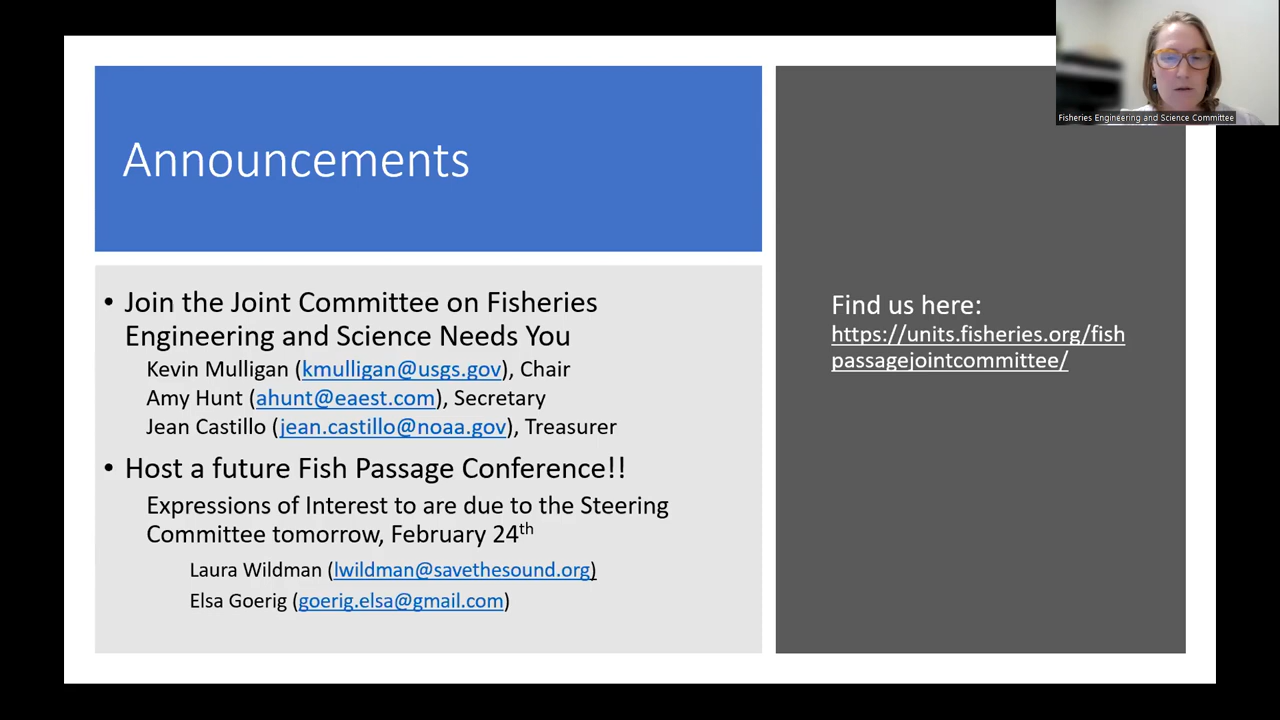 Announcements
• Join the Joint Committee on Fisheries
Engineering and Science Needs You
Kevin Mulligan (kmulligan@usgs.gov), Chair
Amy Hunt (ahunt@eaest.com), Secretary
Jean Castillo (jean.castillo@noaa.gov), Treasurer
• Host a future Fish Passage Conference!!
Expressions of Interest to are due to the Steering
Committee tomorrow, February 24th
Laura Wildman (lwildman@savethesound.org)
Elsa Goerig (goerig.elsa@gmail.com)
Find us here:
https://units.fisheries.org/fish
passagejointcommittee/
Fisheries Engineering and Science Committee